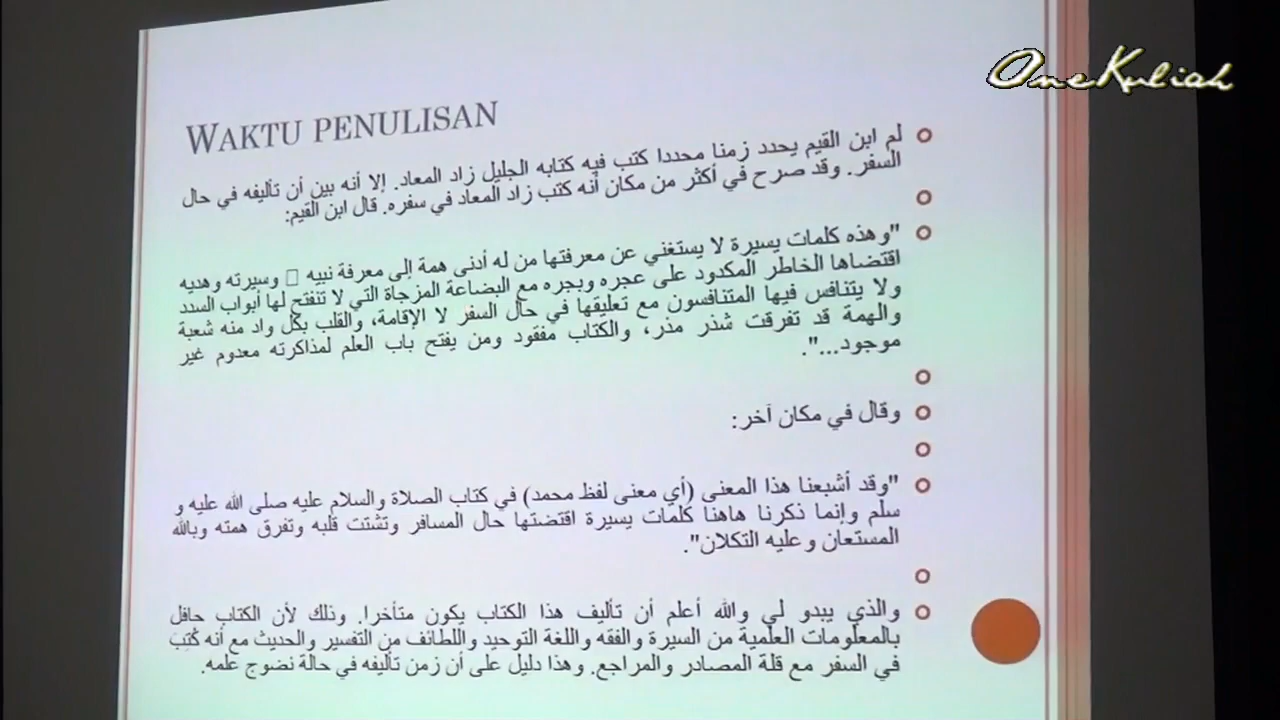 OneKuliah
WAKTU PENULISAN
لم ابن القيم يحدد زمنا محددا كتب فيه كتابه الجليل زاد المعاد. إلا أنه بين أن تأليفه في حال
السفر. وقد صرح في أكثر من مكان أنه كتب زاد المعاد في سفره. قال ابن القيم:
"وهذه كلمات يسيرة لا يستغني عن معرفتها من له أدنى همة إلى معرفة نبيه وسيرته وهديه
اقتضاها الخاطر المكدود على عجره وبجره مع البضاعة المزجاة التي لا تنفتح لها أبواب السدد
ولا يتنافس فيها المتنافسون مع تعليقها في حال السفر لا الإقامة، والقلب بكل واد منه شعبة
والهمة قد تفرقت شذر مذر، والكتاب مفقود ومن يفتح باب العلم لمذاكرته معدوم غير
موجود...".
وقال في مكان آخر:
"وقد أشبعنا هذا المعنى (أي معنى لفظ محمد) في كتاب الصلاة والسلام عليه صلى الله عليه و
سلم وإنما ذكرنا هاهنا كلمات يسيرة اقتضتها حال المسافر وتشتت قلبه وتفرق همته وبالله
المستعان وعليه التكلان".
والذي يبدو لي والله أعلم أن تأليف هذا الكتاب يكون متأخرا. وذلك لأن الكتاب حافل
بالمعلومات العلمية من السيرة والفقه واللغة التوحيد واللطائف من التفسير والحديث مع أنه كُتِبَ
في السفر مع قلة المصادر والمراجع. وهذا دليل على أن زمن تأليفه في حالة نضوج علمه.